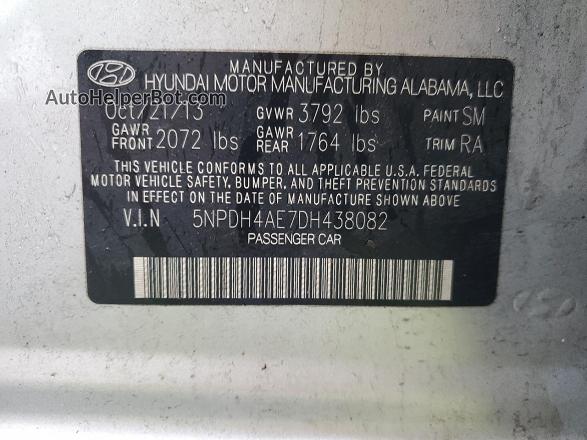 MANUFACTURED BY
HYUNDAI MOTOR MANUFACTURING ALABAMA, LLC
AutoHelperBot.com
Oct/21/13 GVWR 3792 lbs PAINT SM
GAWR FRONT 2072 lbs GAWR REAR 1764 lbs TRIM RA
THIS VEHICLE CONFORMS TO ALL APPLICABLE U.S.A. FEDERAL
MOTOR VEHICLE SAFETY, BUMPER, AND THEFT PREVENTION STANDARDS
IN EFFECT ON THE DATE OF MANUFACTURE SHOWN ABOVE
V.I.N 5NPDH4AE7DH438082
PASSENGER CAR